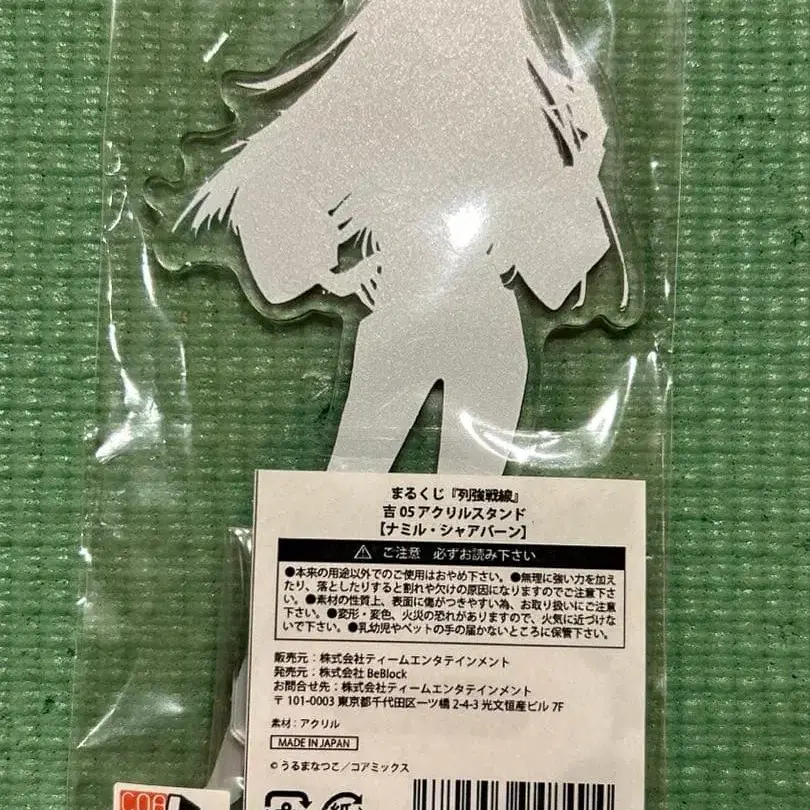 まるくじ『列強戦線』
吉 05 アクリルスタンド
【ナミル・シャアバーン】
⚠ ご注意 必ずお読み下さい
●本来の用途以外でのご使用はおやめ下さい。●無理に強い力を加え
たり、落としたりすると割れや欠けの原因になりますのでご注意下さ
い。●素材の性質上、表面に傷がつきやすい為、お取り扱いにご注意
下さい。●変形・変色、火災の恐れがありますので、火気に近づけな
いで下さい。●乳幼児やペットの手の届かないところに保管下さい。
販売元:株式会社ティームエンタテインメント
発売元:株式会社 BeBlock
お問合せ先:株式会社ティームエンタテインメント
〒 101-0003 東京都千代田区一ツ橋 2-4-3 光文恒産ビル 7F
素材:アクリル
MADE IN JAPAN
© うるまなつこ/コアミックス